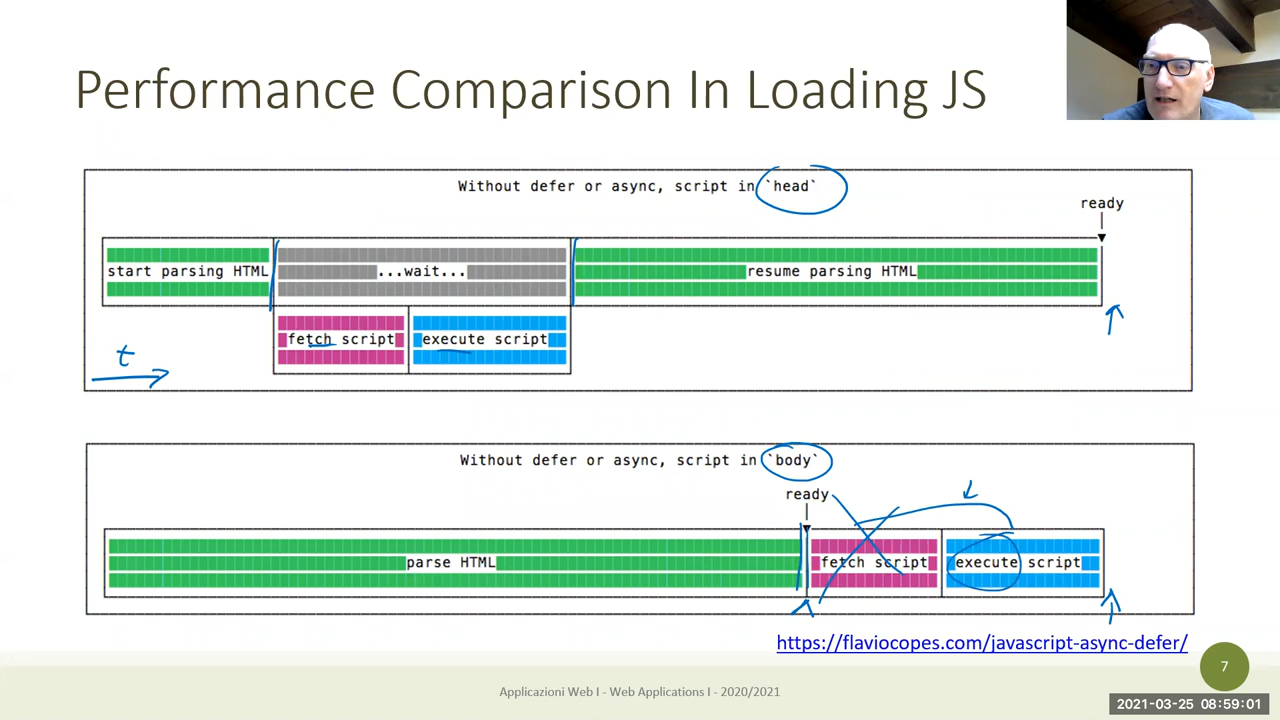 Performance Comparison In Loading JS
Without defer or async, script in `head`
ready
start parsing HTML
...wait...
resume parsing HTML
fetch script
execute script
t
Without defer or async, script in `body`
ready
parse HTML
fetch script
execute script
https://flaviocopes.com/javascript-async-defer/
7
Applicazioni Web I - Web Applications I - 2020/2021
2021-03-25 08:59:01